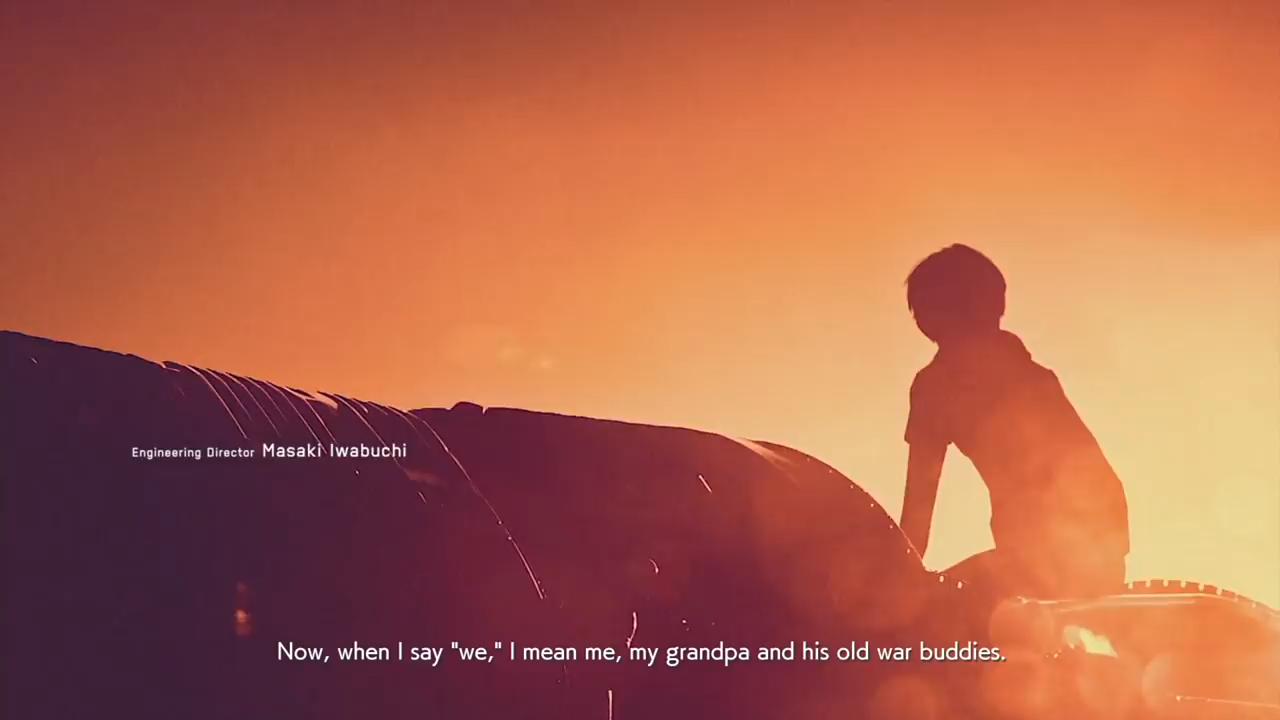 Engineering Director Masaki Iwabuchi
Now, when I say "we," I mean me, my grandpa and his old war buddies.